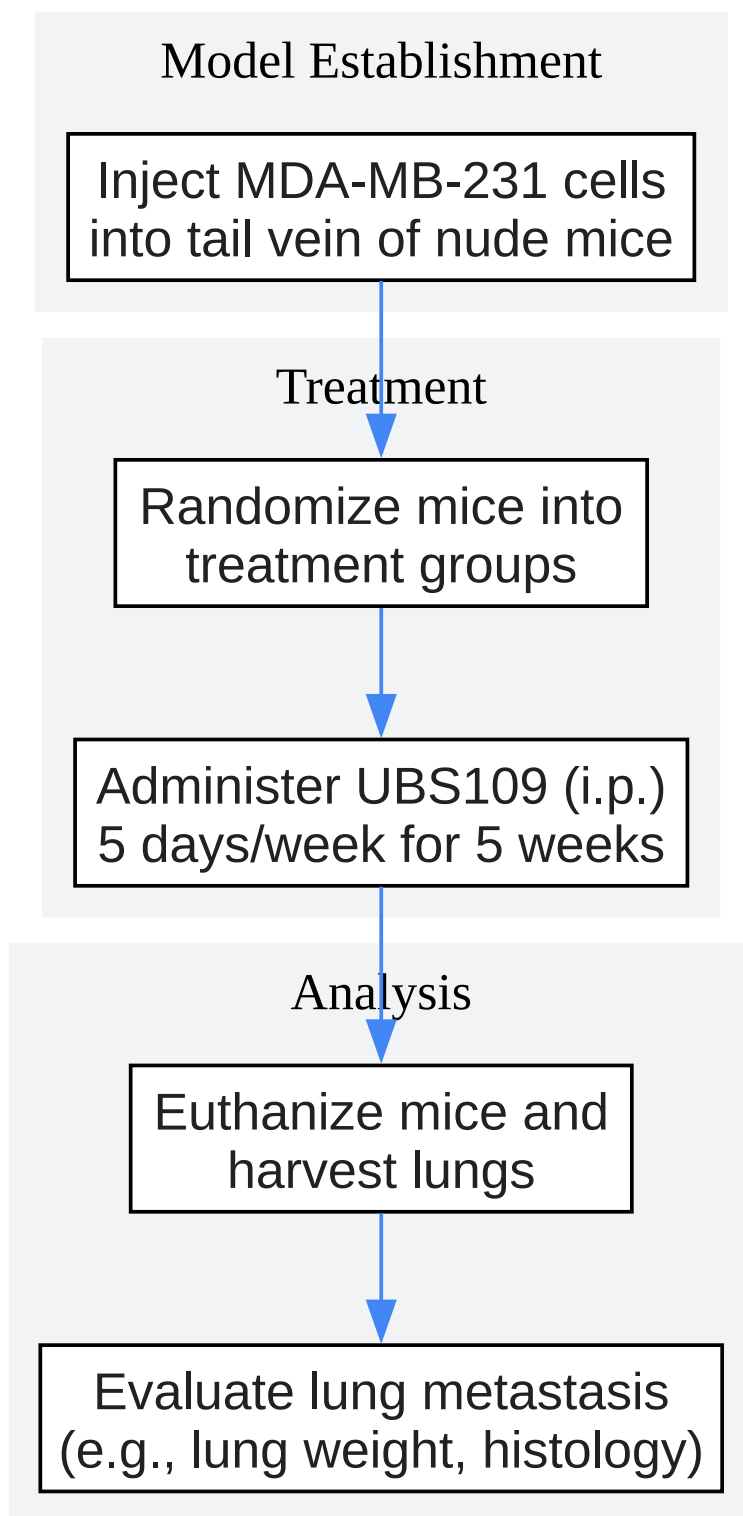 Model Establishment
Inject MDA-MB-231 cells
into tail vein of nude mice
Treatment
Randomize mice into
treatment groups
Administer UBS109 (i.p.)
5 days/week for 5 weeks
Analysis
Euthanize mice and
harvest lungs
Evaluate lung metastasis
(e.g., lung weight, histology)